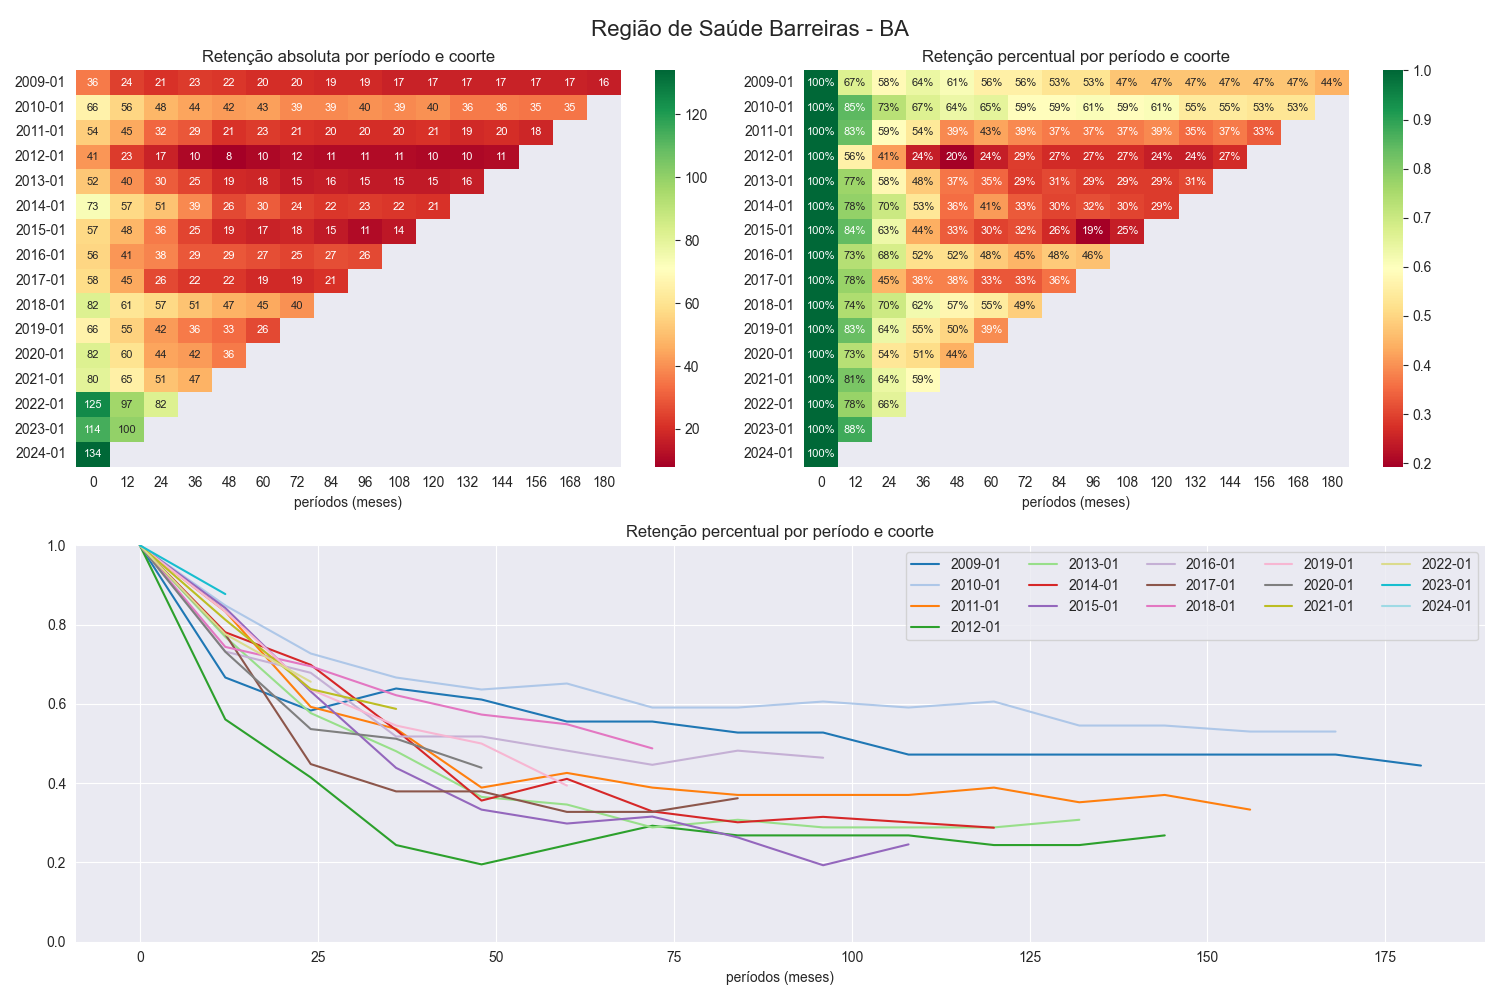 Região de Saúde Barreiras - BA
Retenção absoluta por período e coorte
2009-01 36 24 21 23 22 20 20 19 19 17 17 17 17 17 17 16
2010-01 66 56 48 44 42 43 39 39 40 39 40 36 36 35 35
2011-01 54 45 32 29 21 23 21 20 20 20 21 19 20 18
2012-01 41 23 17 10 8 10 12 11 11 11 10 10 11
2013-01 52 40 30 25 19 18 15 16 15 15 15 16
2014-01 73 57 51 39 26 30 24 22 23 22 21
2015-01 57 48 36 25 19 17 18 15 11 14
2016-01 56 41 38 29 29 27 25 27 26
2017-01 58 45 26 22 22 19 19 21
2018-01 82 61 57 51 47 45 40
2019-01 66 55 42 36 33 26
2020-01 82 60 44 42 36
2021-01 80 65 51 47
2022-01 125 97 82
2023-01 114 100
2024-01 134
0 12 24 36 48 60 72 84 96 108 120 132 144 156 168 180
períodos (meses)
120
100
80
60
40
20
Retenção percentual por período e coorte
2009-01 100% 67% 58% 64% 61% 56% 56% 53% 53% 47% 47% 47% 47% 47% 47% 44%
2010-01 100% 85% 73% 67% 64% 65% 59% 59% 61% 59% 61% 55% 55% 53% 53%
2011-01 100% 83% 59% 54% 39% 43% 39% 37% 37% 37% 39% 35% 37% 33%
2012-01 100% 56% 41% 24% 20% 24% 29% 27% 27% 27% 24% 24% 27%
2013-01 100% 77% 58% 48% 37% 35% 29% 31% 29% 29% 29% 31%
2014-01 100% 78% 70% 53% 36% 41% 33% 30% 32% 30% 29%
2015-01 100% 84% 63% 44% 33% 30% 32% 26% 19% 25%
2016-01 100% 73% 68% 52% 52% 48% 45% 48% 46%
2017-01 100% 78% 45% 38% 38% 33% 33% 36%
2018-01 100% 74% 70% 62% 57% 55% 49%
2019-01 100% 83% 64% 55% 50% 39%
2020-01 100% 73% 54% 51% 44%
2021-01 100% 81% 64% 59%
2022-01 100% 78% 66%
2023-01 100% 88%
2024-01 100%
0 12 24 36 48 60 72 84 96 108 120 132 144 156 168 180
períodos (meses)
1.0
0.9
0.8
0.7
0.6
0.5
0.4
0.3
0.2
Retenção percentual por período e coorte
1.0
0.8
0.6
0.4
0.2
0.0
2009-01 2013-01 2016-01 2019-01 2022-01
2010-01 2014-01 2017-01 2020-01 2023-01
2011-01 2015-01 2018-01 2021-01 2024-01
2012-01
0 25 50 75 100 125 150 175
períodos (meses)